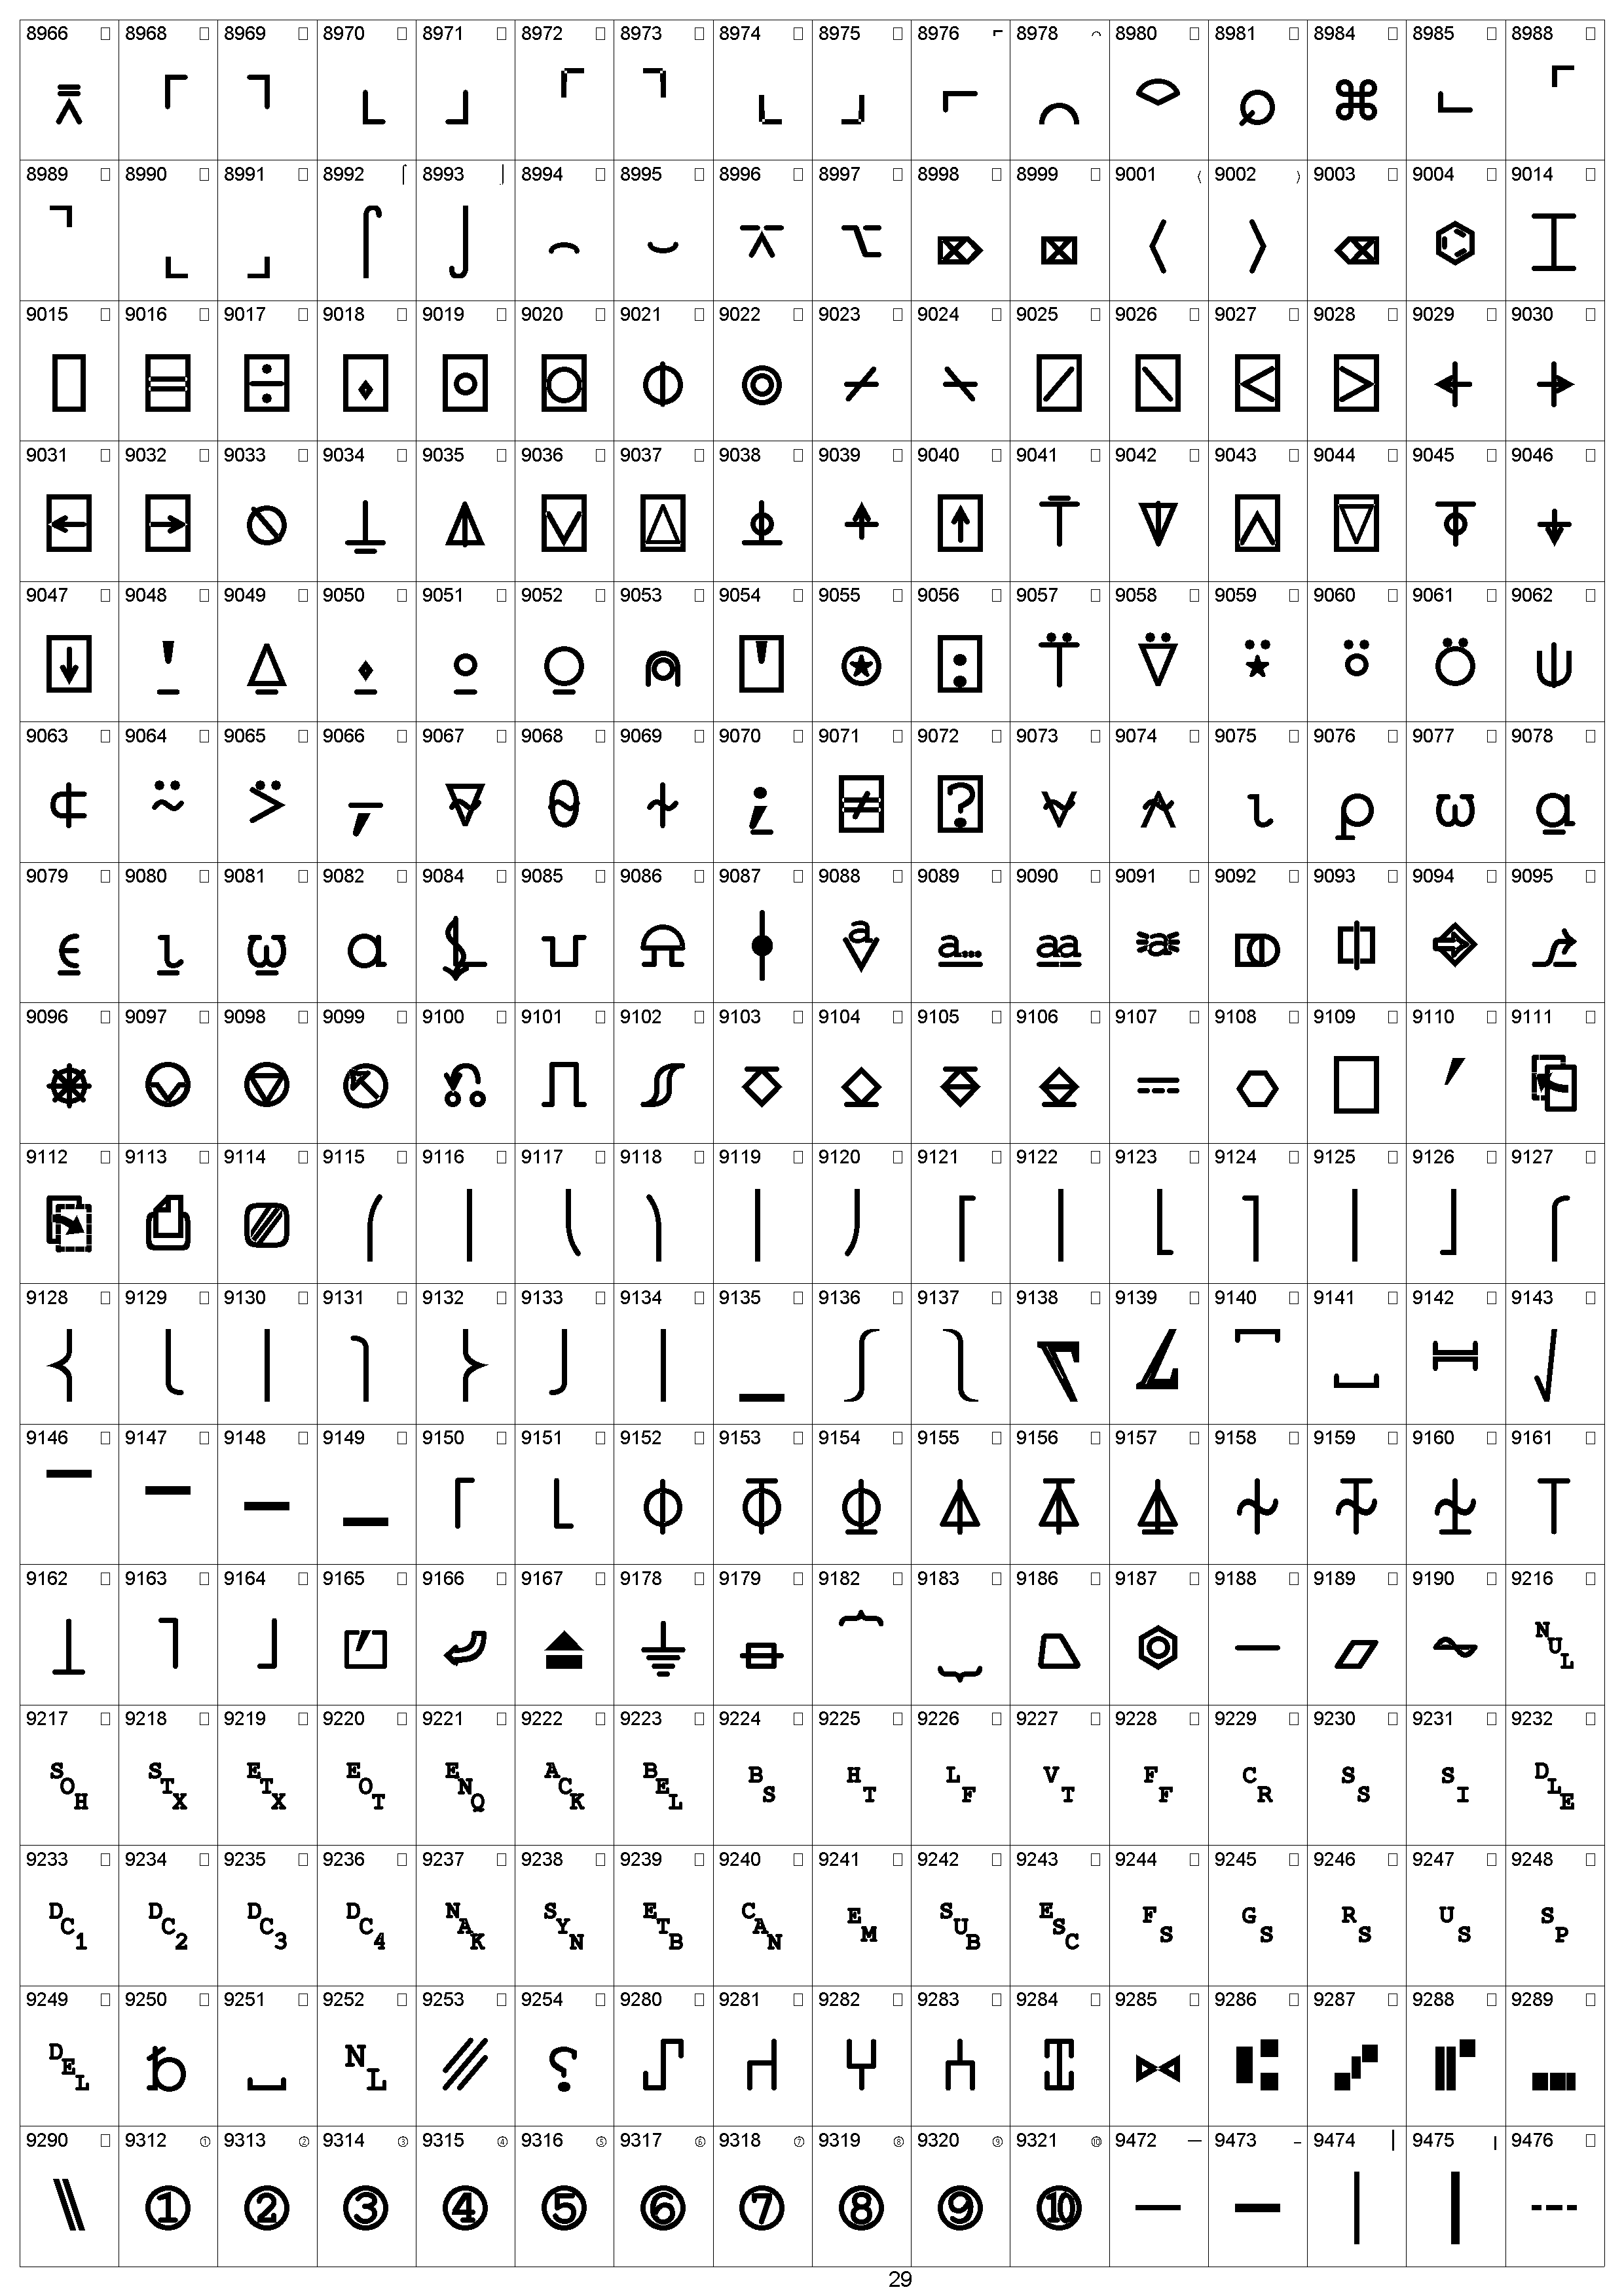 8966 8968 8969 8970 8971 8972 8973 8974 8975 8976 ⌐ 8978 ⌒ 8980 8981 8984 8985 8988
⌆ ⌈ ⌉ ⌊ ⌋ ⌌ ⌍ ⌎ ⌏ ⌐ ⌒ ⌔ ⌕ ⌘ ⌙ ⌜
8989 8990 8991 8992 ⌠ 8993 ⌡ 8994 8995 8996 8997 8998 8999 9001 〈 9002 〉 9003 9004 9014
⌝ ⌞ ⌟ ⌠ ⌡ ⌢ ⌣ ⌤ ⌥ ⌦ ⌧ 〈 〉 ⌫ ⌬ ⌶
9015 9016 9017 9018 9019 9020 9021 9022 9023 9024 9025 9026 9027 9028 9029 9030
⌷ ⌸ ⌹ ⌺ ⌻ ⌼ ⌽ ⌾ ⌿ ⍀ ⍁ ⍂ ⍃ ⍄ ⍅ ⍆
9031 9032 9033 9034 9035 9036 9037 9038 9039 9040 9041 9042 9043 9044 9045 9046
⍇ ⍈ ⍉ ⍊ ⍋ ⍌ ⍍ ⍎ ⍏ ⍐ ⍑ ⍒ ⍓ ⍔ ⍕ ⍖
9047 9048 9049 9050 9051 9052 9053 9054 9055 9056 9057 9058 9059 9060 9061 9062
⍗ ⍘ ⍙ ⍚ ⍛ ⍜ ⍝ ⍞ ⍟ ⍠ ⍡ ⍢ ⍣ ⍤ ⍥ ⍦
9063 9064 9065 9066 9067 9068 9069 9070 9071 9072 9073 9074 9075 9076 9077 9078
⍧ ⍨ ⍩ ⍪ ⍫ ⍬ ⍭ ⍮ ⍯ ⍰ ⍱ ⍲ ⍳ ⍴ ⍵ ⍶
9079 9080 9081 9082 9084 9085 9086 9087 9088 9089 9090 9091 9092 9093 9094 9095
⍷ ⍸ ⍹ ⍺ ⍼ ⍽ ⍾ ⍿ ⎀ ⎁ ⎂ ⎃ ⎄ ⎅ ⎆ ⎇
9096 9097 9098 9099 9100 9101 9102 9103 9104 9105 9106 9107 9108 9109 9110 9111
⎈ ⎉ ⎊ ⎋ ⎌ ⎍ ⎎ ⎏ ⎐ ⎑ ⎒ ⎓ ⎔ ⎕ ⎖ ⎗
9112 9113 9114 9115 9116 9117 9118 9119 9120 9121 9122 9123 9124 9125 9126 9127
⎘ ⎙ ⎚ ⎛ ⎜ ⎝ ⎞ ⎟ ⎠ ⎡ ⎢ ⎣ ⎤ ⎥ ⎦ ⎧
9128 9129 9130 9131 9132 9133 9134 9135 9136 9137 9138 9139 9140 9141 9142 9143
⎨ ⎩ ⎪ ⎫ ⎬ ⎭ ⎮ ⎯ ⎰ ⎱ ⎲ ⎳ ⎴ ⎵ ⎶ ⎷
9146 9147 9148 9149 9150 9151 9152 9153 9154 9155 9156 9157 9158 9159 9160 9161
⎺ ⎻ ⎼ ⎽ ⎾ ⎿ ⏀ ⏁ ⏂ ⏃ ⏄ ⏅ ⏆ ⏇ ⏈ ⏉
9162 9163 9164 9165 9166 9167 9178 9179 9182 9183 9186 9187 9188 9189 9190 9216
⏊ ⏋ ⏌ ⏍ ⏎ ⏏ ⏚ ⏛ ⏞ ⏟ ⏢ ⏣ ⏤ ⏥ ⏦ NUL
9217 9218 9219 9220 9221 9222 9223 9224 9225 9226 9227 9228 9229 9230 9231 9232
SOH STX ETX EOT ENQ ACK BEL BS HT LF VT FF CR SS SI DLE
9233 9234 9235 9236 9237 9238 9239 9240 9241 9242 9243 9244 9245 9246 9247 9248
DC1 DC2 DC3 DC4 NAK SYN ETB CAN EM SUB ESC FS GS RS US SP
9249 9250 9251 9252 9253 9254 9280 9281 9282 9283 9284 9285 9286 9287 9288 9289
DEL ␢ ␣ NL ␥ ␦ ⑀ ⑁ ⑂ ⑃ ⑄ ⑅ ⑆ ⑇ ⑈ ⑉
9290 9312 ① 9313 ② 9314 ③ 9315 ④ 9316 ⑤ 9317 ⑥ 9318 ⑦ 9319 ⑧ 9320 ⑨ 9321 ⑩ 9472 ─ 9473 ━ 9474 │ 9475 ┃ 9476
⑊ ① ② ③ ④ ⑤ ⑥ ⑦ ⑧ ⑨ ⑩ ─ ━ │ ┃ ┄
29